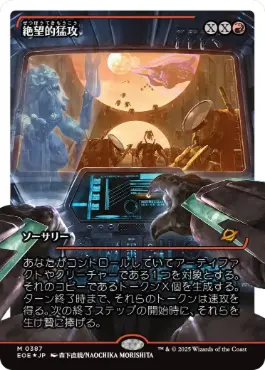 ぜつぼうてきもうこう
絶望的猛攻
XXR
ソーサリー
あなたがコントロールしていてアーティファ
クトやクリーチャーである1つを対象とする。
それのコピーであるトークンX個を生成する。
ターン終了時まで、それらのトークンは速攻を
得る。次の終了ステップの開始時に、それらを
生け贄に捧げる。
M 0387
EOE JP 森下直親/NAOCHIKA MORISHITA
™ & © 2025 Wizards of the Coast